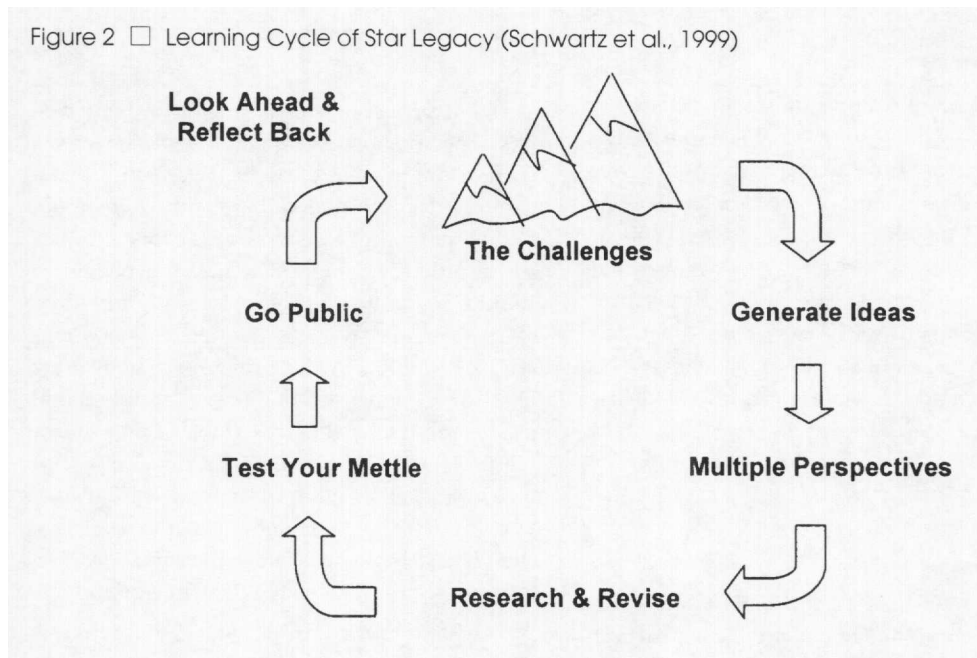 Figure 2 □ Learning Cycle of Star Legacy (Schwartz et al., 1999)
Look Ahead &
Reflect Back
The Challenges
Go Public
Generate Ideas
Test Your Mettle
Multiple Perspectives
Research & Revise